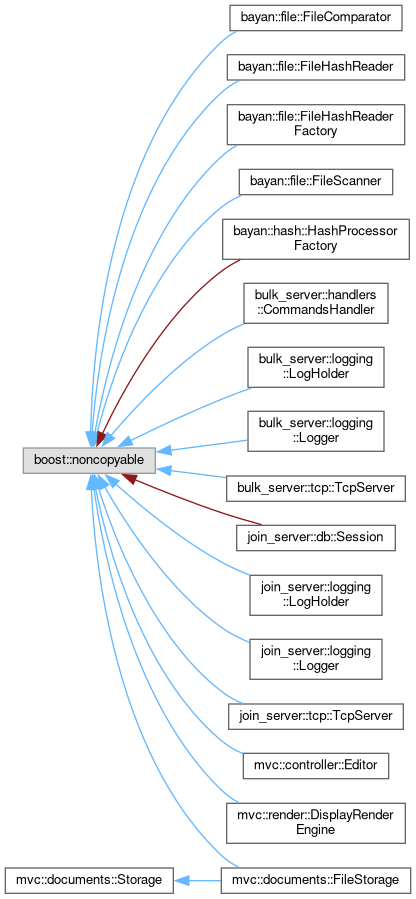 bayan::file::FileComparator
bayan::file::FileHashReader
bayan::file::FileHashReader
Factory
bayan::file::FileScanner
bayan::hash::HashProcessor
Factory
bulk_server::handlers
::CommandsHandler
bulk_server::logging
::LogHolder
bulk_server::logging
::Logger
boost::noncopyable
bulk_server::tcp::TcpServer
join_server::db::Session
join_server::logging
::LogHolder
join_server::logging
::Logger
join_server::tcp::TcpServer
mvc::controller::Editor
mvc::render::DisplayRender
Engine
mvc::documents::Storage
mvc::documents::FileStorage